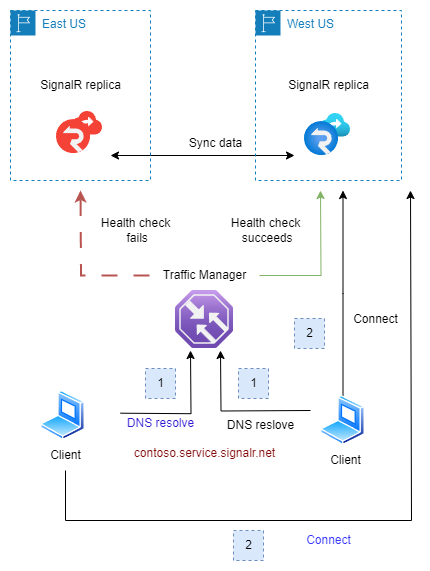 East US
West US
SignalR replica
SignalR replica
Sync data
Health check
fails
Health check
succeeds
Traffic Manager
2
Connect
1
1
DNS resolve
DNS reslove
Client
contoso.service.signalr.net
Client
2
Connect